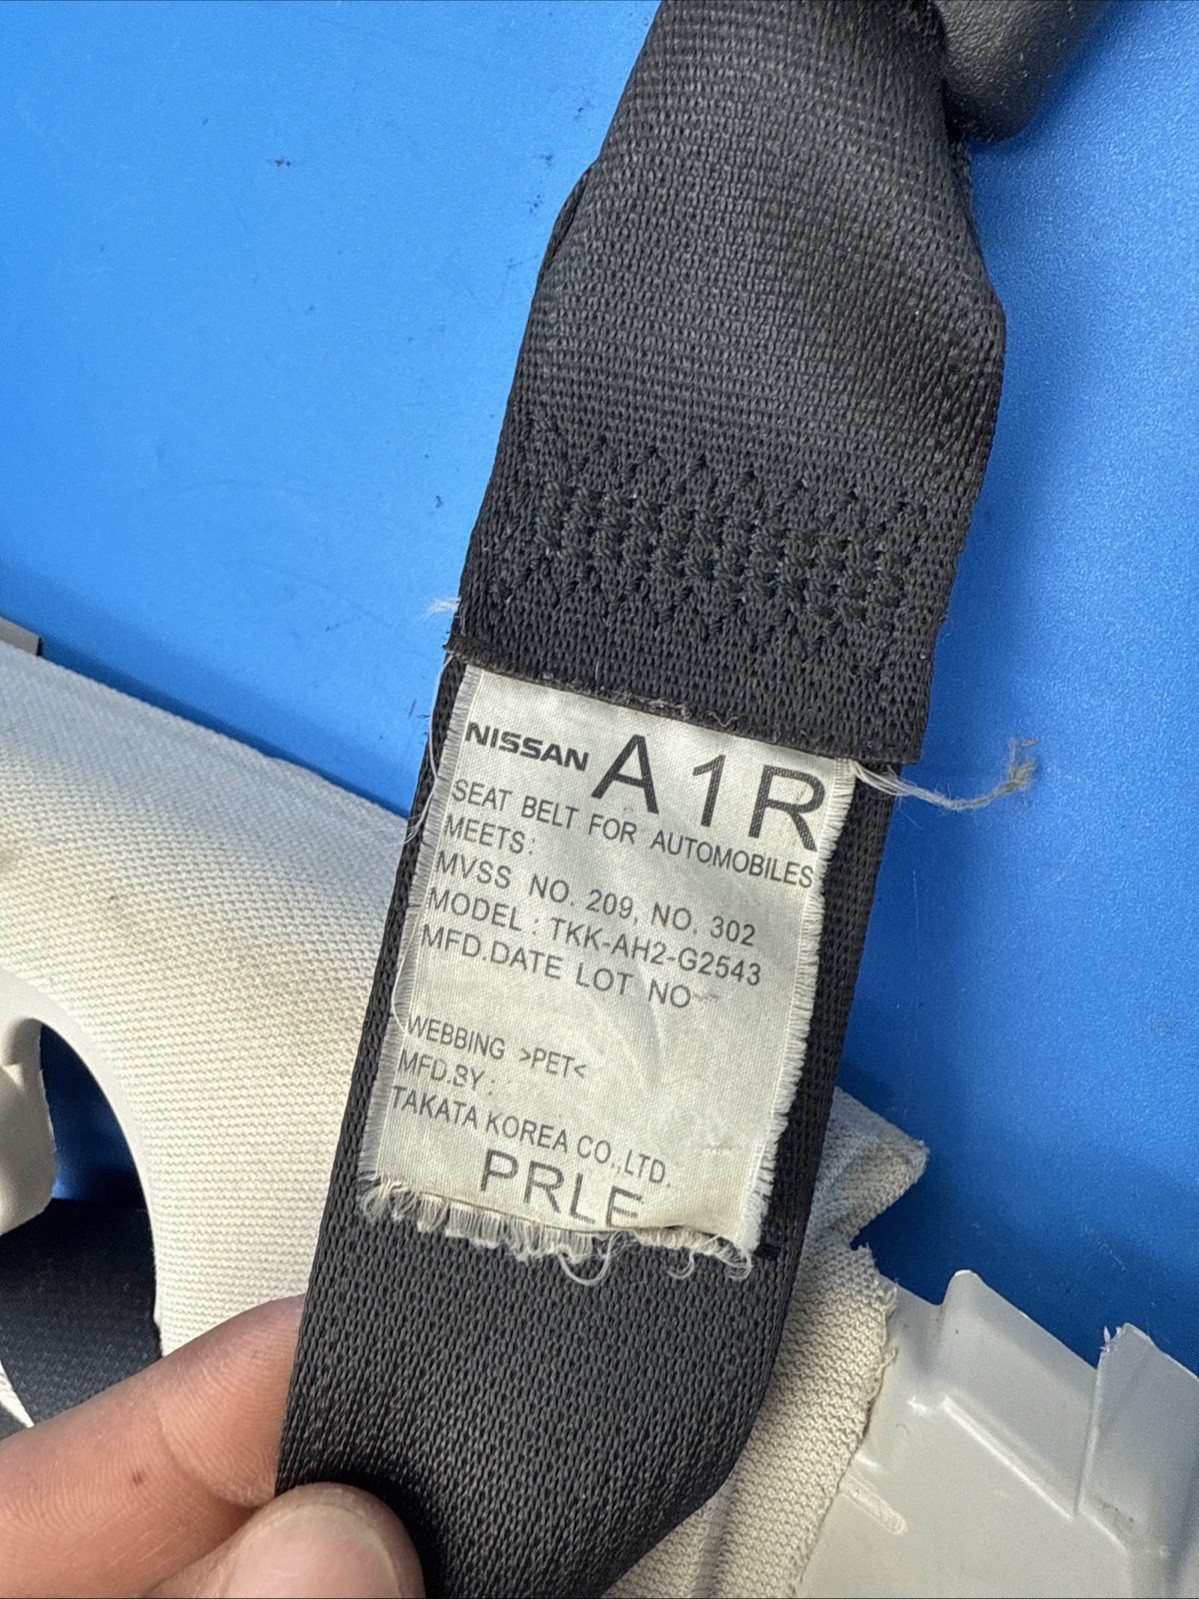 NISSAN A1R
SEAT BELT FOR AUTOMOBILES
MEETS:
MVSS NO. 209, NO. 302
MODEL : TKK-AH2-G2543
MFD.DATE LOT NO
WEBBING >PET<
MFD.BY :
TAKATA KOREA CO.,LTD.
PRLE